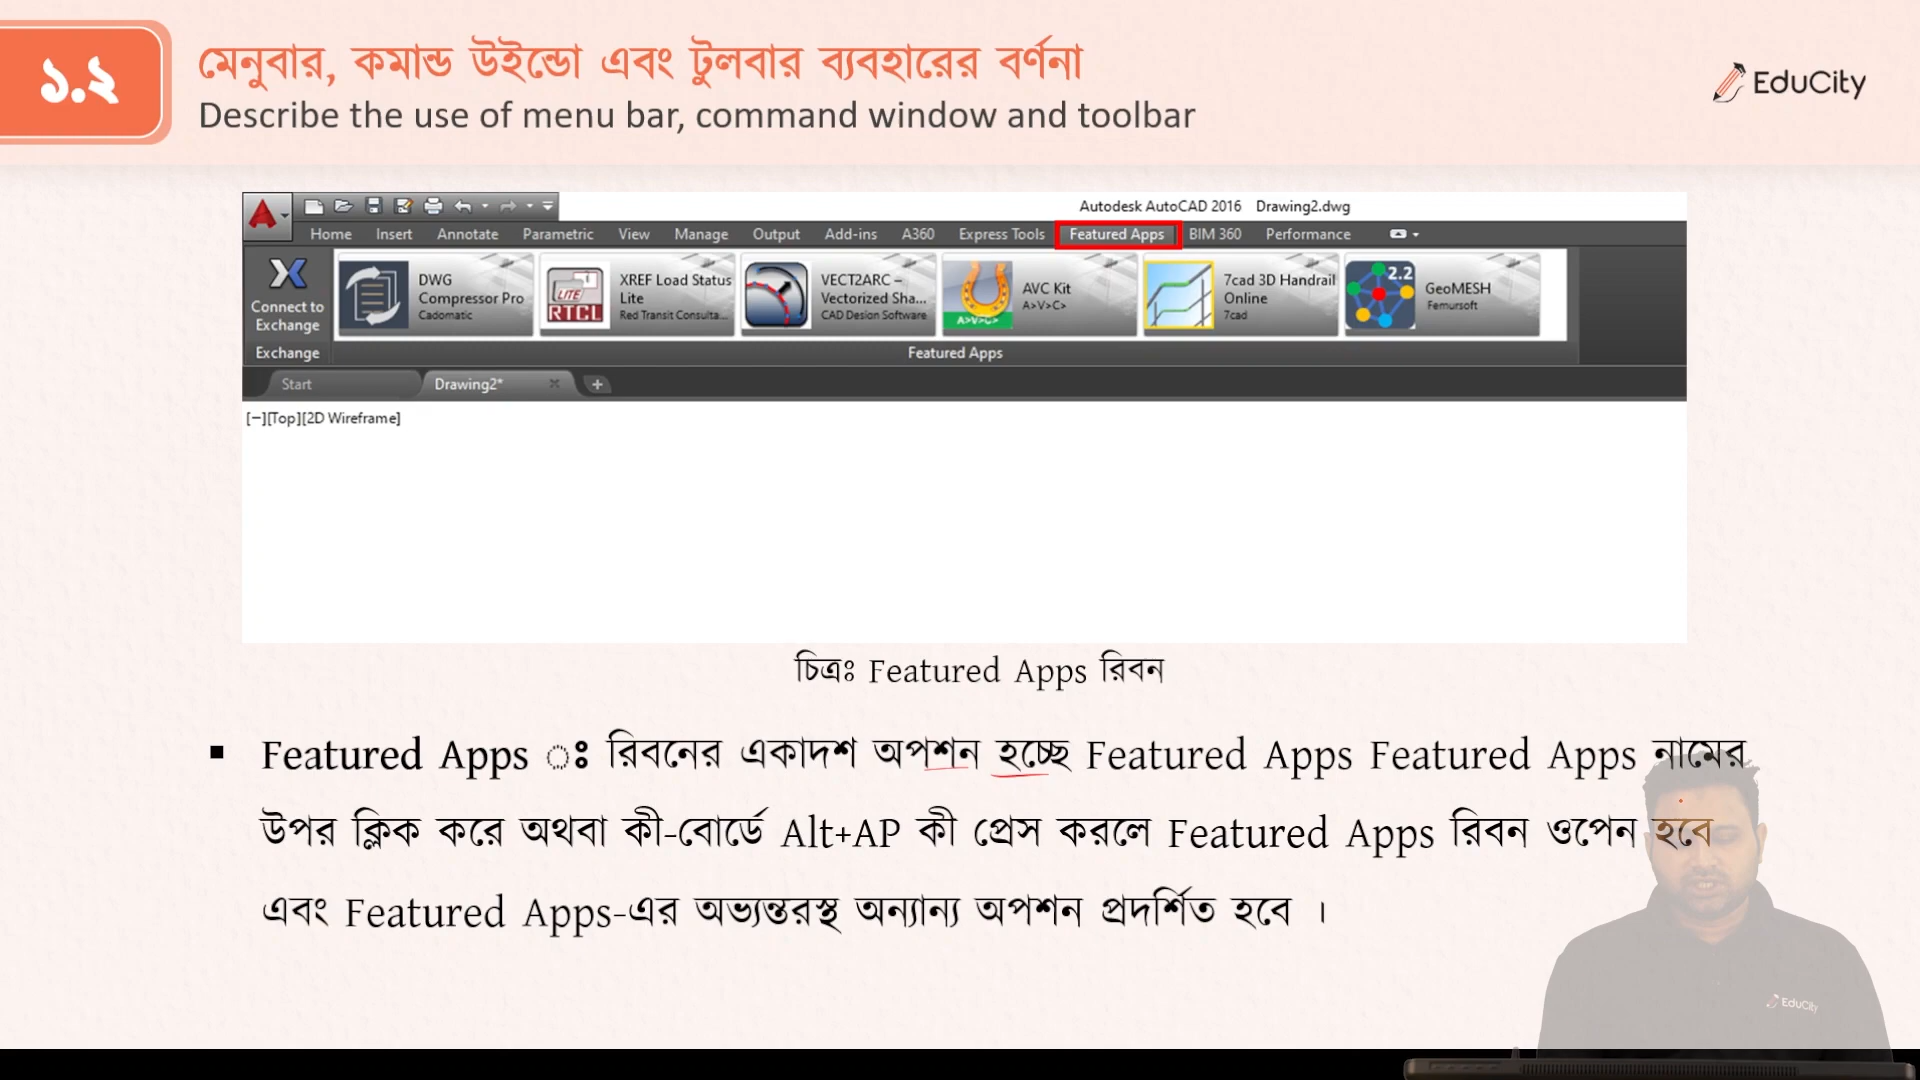 ১.২
মেনুবার, কমান্ড উইন্ডো এবং টুলবার ব্যবহারের বর্ণনা
Describe the use of menu bar, command window and toolbar
EduCity
Autodesk AutoCAD 2016 Drawing2.dwg
Home Insert Annotate Parametric View Manage Output Add-ins A360 Express Tools Featured Apps BIM 360 Performance
Connect to
Exchange
DWG
Compressor Pro
Cadomatic
LITE
RTCL
XREF Load Status
Lite
Red Transit Consulta...
VECT2ARC –
Vectorized Sha...
CAD Design Software
A>V>C>
AVC Kit
A>V>C>
7cad 3D Handrail
Online
7cad
2.2
GeoMESH
Femursoft
Exchange Featured Apps
Start Drawing2*
[−][Top][2D Wireframe]
চিত্রঃ Featured Apps রিবন
▪ Featured Apps ঃ রিবনের একাদশ অপশন হচ্ছে Featured Apps Featured Apps নামের
উপর ক্লিক করে অথবা কী-বোর্ডে Alt+AP কী প্রেস করলে Featured Apps রিবন ওপেন হবে
এবং Featured Apps-এর অভ্যন্তরস্থ অন্যান্য অপশন প্রদর্শিত হবে ।
EduCity